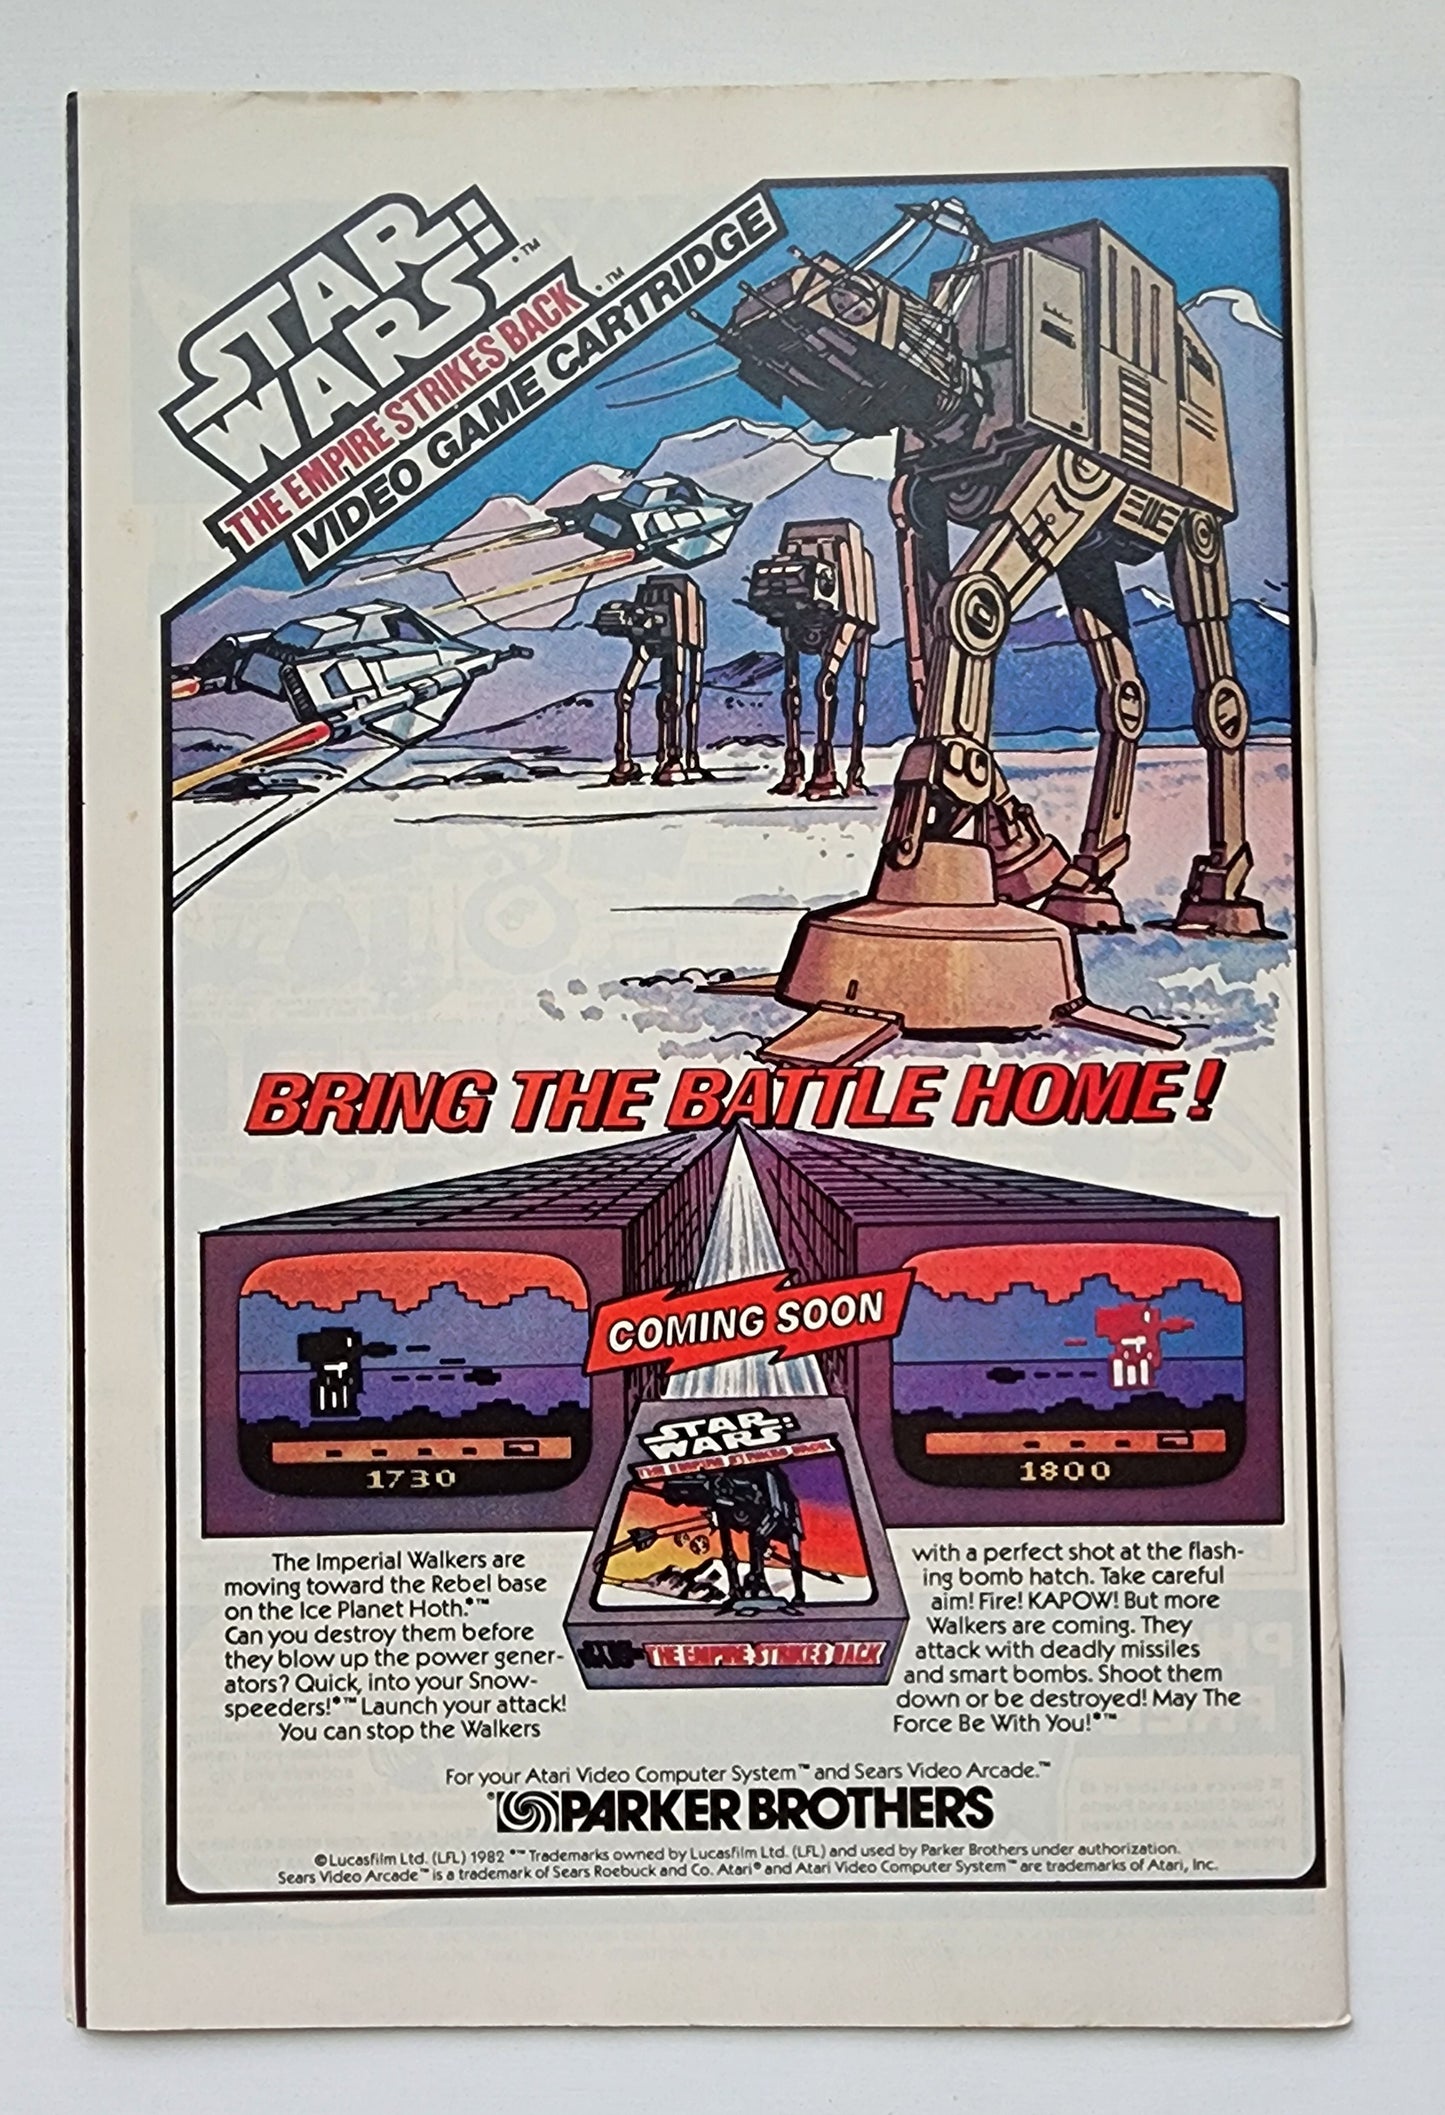 STAR
WARS
THE EMPIRE STRIKES BACK
VIDEO GAME CARTRIDGE
BRING THE BATTLE HOME!
COMING SOON
1730
1800
STAR
WARS
THE EMPIRE STRIKES BACK
THE EMPIRE STRIKES BACK
The Imperial Walkers are
moving toward the Rebel base
on the Ice Planet Hoth.*™
Can you destroy them before
they blow up the power gener-
ators? Quick, into your Snow-
speeders!*™ Launch your attack!
You can stop the Walkers
with a perfect shot at the flash-
ing bomb hatch. Take careful
aim! Fire! KAPOW! But more
Walkers are coming. They
attack with deadly missiles
and smart bombs. Shoot them
down or be destroyed! May The
Force Be With You!*™
For your Atari Video Computer System™ and Sears Video Arcade.™
PARKER BROTHERS
© Lucasfilm Ltd. (LFL) 1982 *™ Trademarks owned by Lucasfilm Ltd. (LFL) and used by Parker Brothers under authorization.
Sears Video Arcade™ is a trademark of Sears Roebuck and Co. Atari® and Atari Video Computer System™ are trademarks of Atari, Inc.